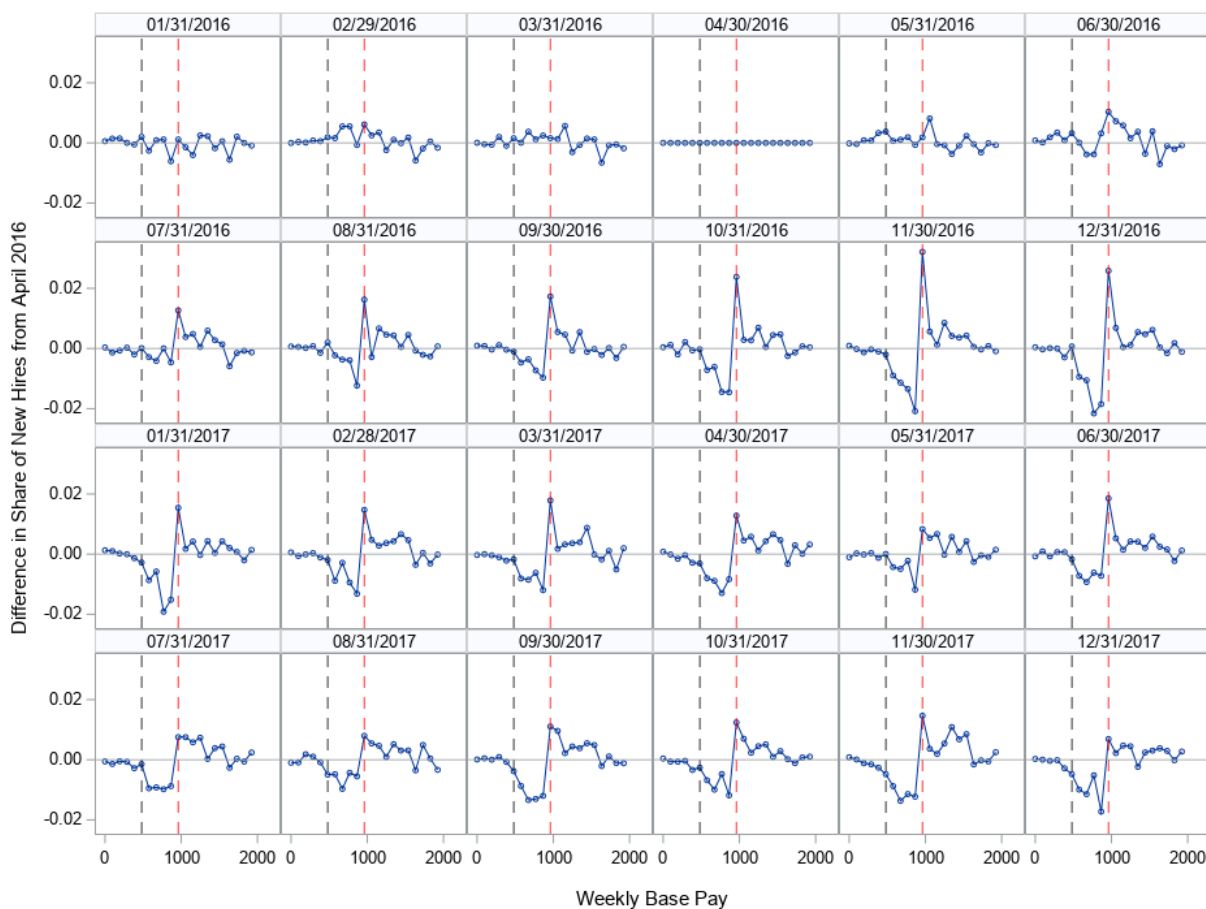 01/31/2016 02/29/2016 03/31/2016 04/30/2016 05/31/2016 06/30/2016
0.02
0.00
-0.02
07/31/2016 08/31/2016 09/30/2016 10/31/2016 11/30/2016 12/31/2016
0.02
0.00
-0.02
01/31/2017 02/28/2017 03/31/2017 04/30/2017 05/31/2017 06/30/2017
0.02
0.00
-0.02
07/31/2017 08/31/2017 09/30/2017 10/31/2017 11/30/2017 12/31/2017
0.02
0.00
-0.02
Difference in Share of New Hires from April 2016
0 1000 2000 0 1000 2000 0 1000 2000 0 1000 2000 0 1000 2000 0 1000 2000
Weekly Base Pay